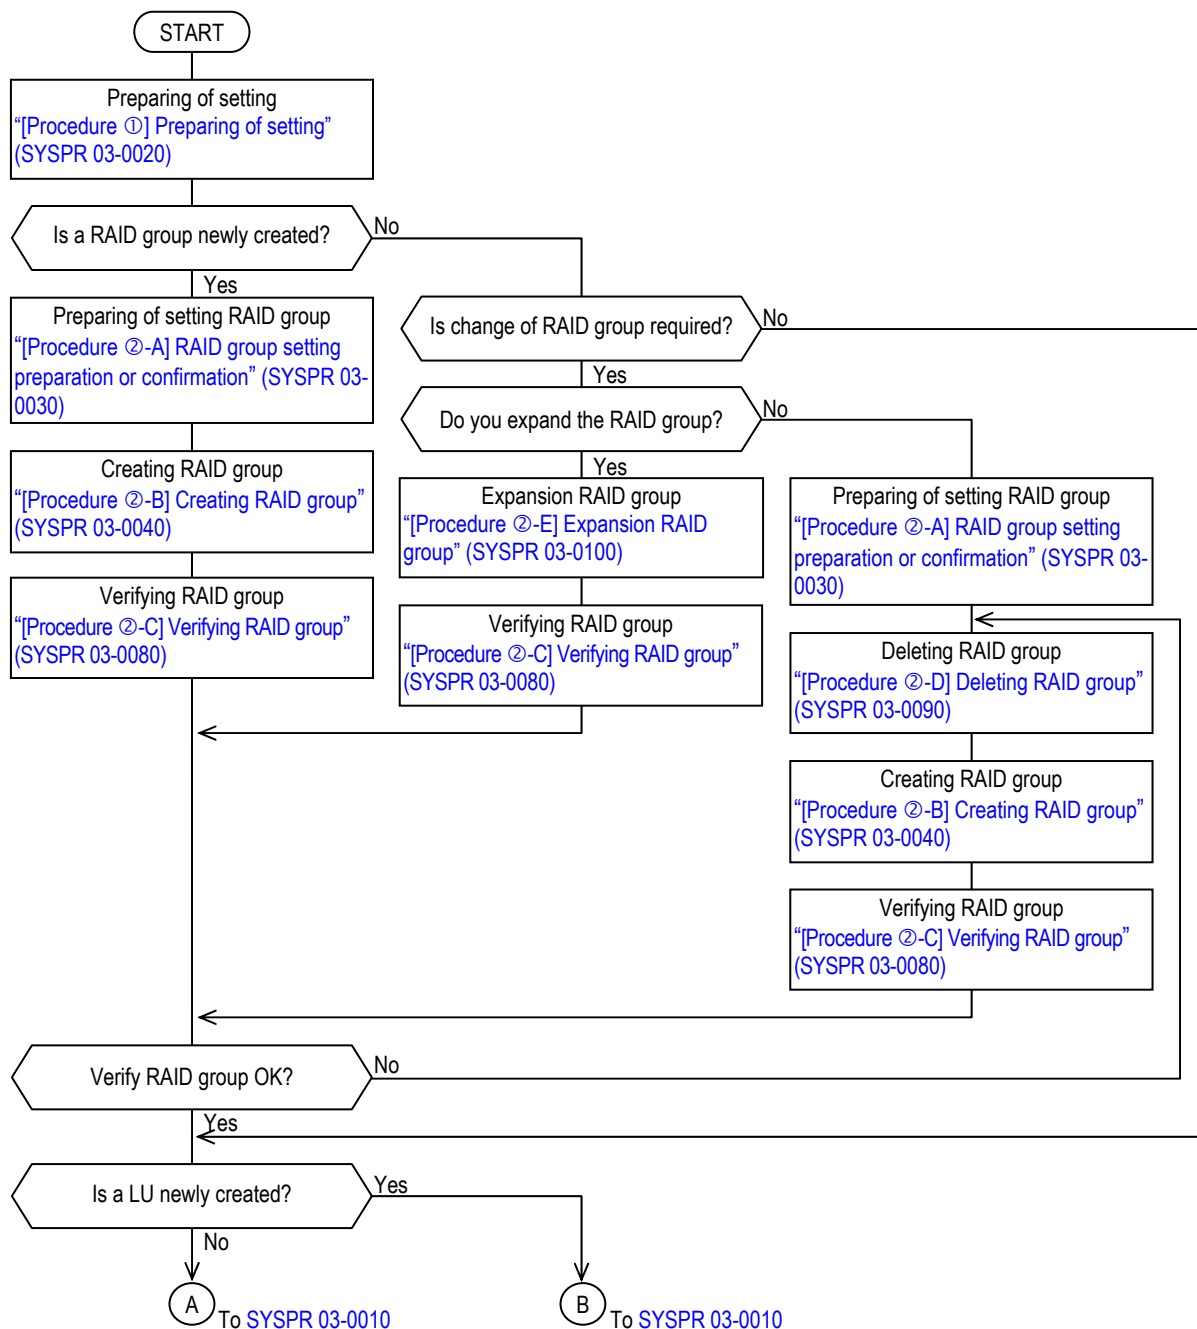 START
Preparing of setting
“[Procedure ①] Preparing of setting”
(SYSPR 03-0020)
Is a RAID group newly created?
No
Yes
Preparing of setting RAID group
“[Procedure ②-A] RAID group setting
preparation or confirmation” (SYSPR 03-
0030)
Creating RAID group
“[Procedure ②-B] Creating RAID group”
(SYSPR 03-0040)
Verifying RAID group
“[Procedure ②-C] Verifying RAID group”
(SYSPR 03-0080)
Is change of RAID group required?
No
Yes
Do you expand the RAID group?
No
Yes
Expansion RAID group
“[Procedure ②-E] Expansion RAID
group” (SYSPR 03-0100)
Verifying RAID group
“[Procedure ②-C] Verifying RAID group”
(SYSPR 03-0080)
Preparing of setting RAID group
“[Procedure ②-A] RAID group setting
preparation or confirmation” (SYSPR 03-
0030)
Deleting RAID group
“[Procedure ②-D] Deleting RAID group”
(SYSPR 03-0090)
Creating RAID group
“[Procedure ②-B] Creating RAID group”
(SYSPR 03-0040)
Verifying RAID group
“[Procedure ②-C] Verifying RAID group”
(SYSPR 03-0080)
Verify RAID group OK?
No
Yes
Is a LU newly created?
Yes
No
A
To SYSPR 03-0010
B
To SYSPR 03-0010